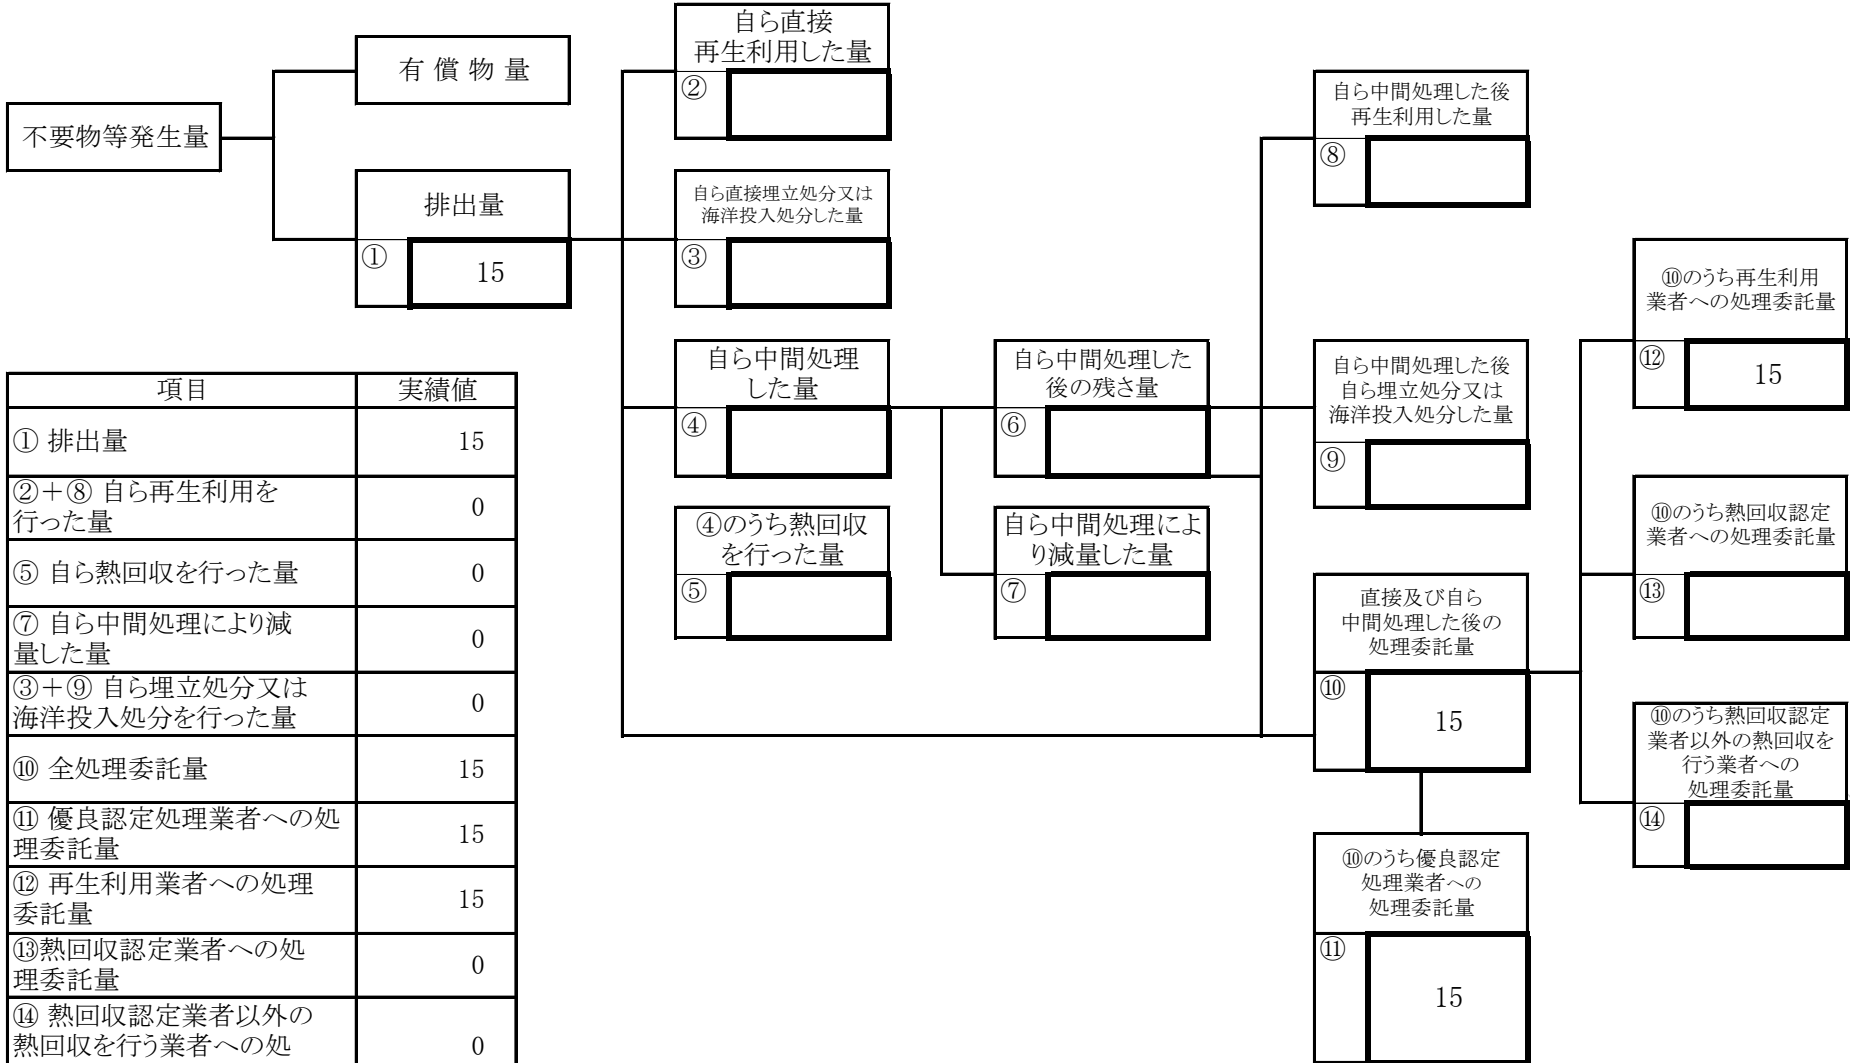 不要物等発生量
有 償 物 量
排出量
①
15
自ら直接
再生利用した量
②
自ら直接埋立処分又は
海洋投入処分した量
③
自ら中間処理
した量
④
④のうち熱回収
を行った量
⑤
自ら中間処理した
後の残さ量
⑥
自ら中間処理によ
り減量した量
⑦
自ら中間処理した後
再生利用した量
⑧
自ら中間処理した後
自ら埋立処分又は
海洋投入処分した量
⑨
直接及び自ら
中間処理した後の
処理委託量
⑩
15
⑩のうち優良認定
処理業者への
処理委託量
⑪
15
⑩のうち再生利用
業者への処理委託量
⑫
15
⑩のうち熱回収認定
業者への処理委託量
⑬
⑩のうち熱回収認定
業者以外の熱回収を
行う業者への
処理委託量
⑭
項目 実績値
① 排出量 15
②＋⑧ 自ら再生利用を
行った量 0
⑤ 自ら熱回収を行った量 0
⑦ 自ら中間処理により減
量した量 0
③＋⑨ 自ら埋立処分又は
海洋投入処分を行った量 0
⑩ 全処理委託量 15
⑪ 優良認定処理業者への処
理委託量 15
⑫ 再生利用業者への処理
委託量 15
⑬熱回収認定業者への処
理委託量 0
⑭ 熱回収認定業者以外の
熱回収を行う業者への処 0